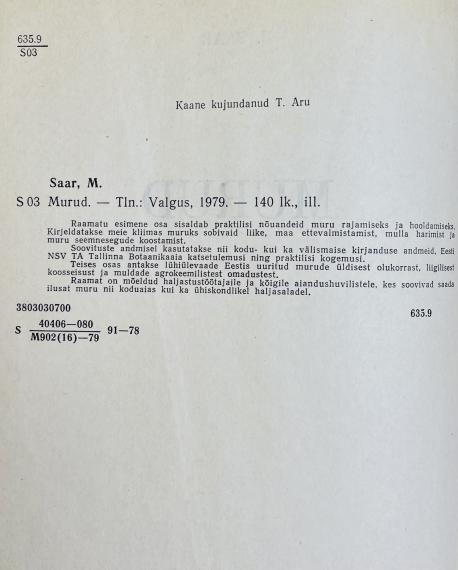 635.9
S03
Kaane kujundanud T. Aru
Saar, M.
S 03 Murud. — Tln.: Valgus, 1979. — 140 lk., ill.
Raamatu esimene osa sisaldab praktilisi nõuandeid muru rajamiseks ja hooldamiseks.
Kirjeldatakse meie kliimas muruks sobivaid liike, maa ettevalmistamist, mulla harimist ja
muru seemnesegude koostamist.
Soovituste andmisel kasutatakse nii kodu- kui ka välismaise kirjanduse andmeid, Eesti
NSV TA Tallinna Botaanikaaia katsetulemusi ning praktilisi kogemusi.
Teises osas antakse lühiülevaade Eestis uuritud murude üldisest olukorrast, liigilisest
koosseisust ja muldade agrokeemilistest omadustest.
Raamat on mõeldud haljastustöötajaile ja kõigile aiandushuvilistele, kes soovivad saada
ilusat muru nii koduaias kui ka ühiskondlikel haljasaladel.
3803030700
635.9
S 40406—080
M902(16)—79 91—78